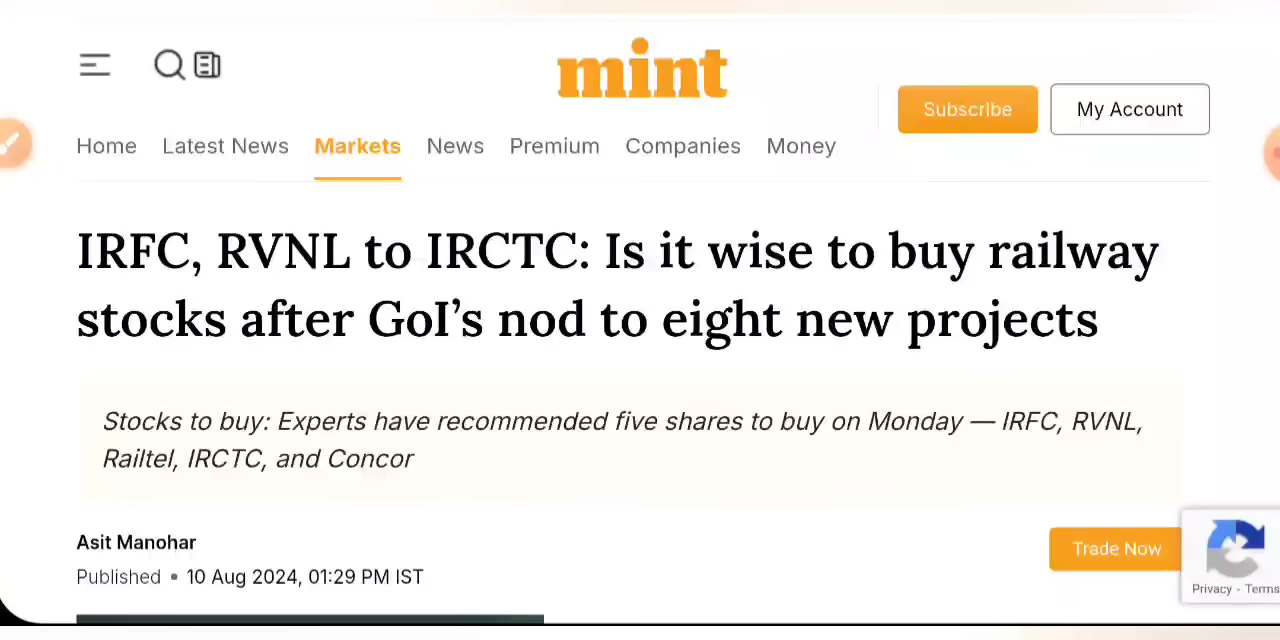 mint
Subscribe
My Account
Home Latest News Markets News Premium Companies Money
IRFC, RVNL to IRCTC: Is it wise to buy railway
stocks after GoI’s nod to eight new projects
Stocks to buy: Experts have recommended five shares to buy on Monday — IRFC, RVNL,
Railtel, IRCTC, and Concor
Asit Manohar
Published • 10 Aug 2024, 01:29 PM IST
Trade Now
Privacy - Terms